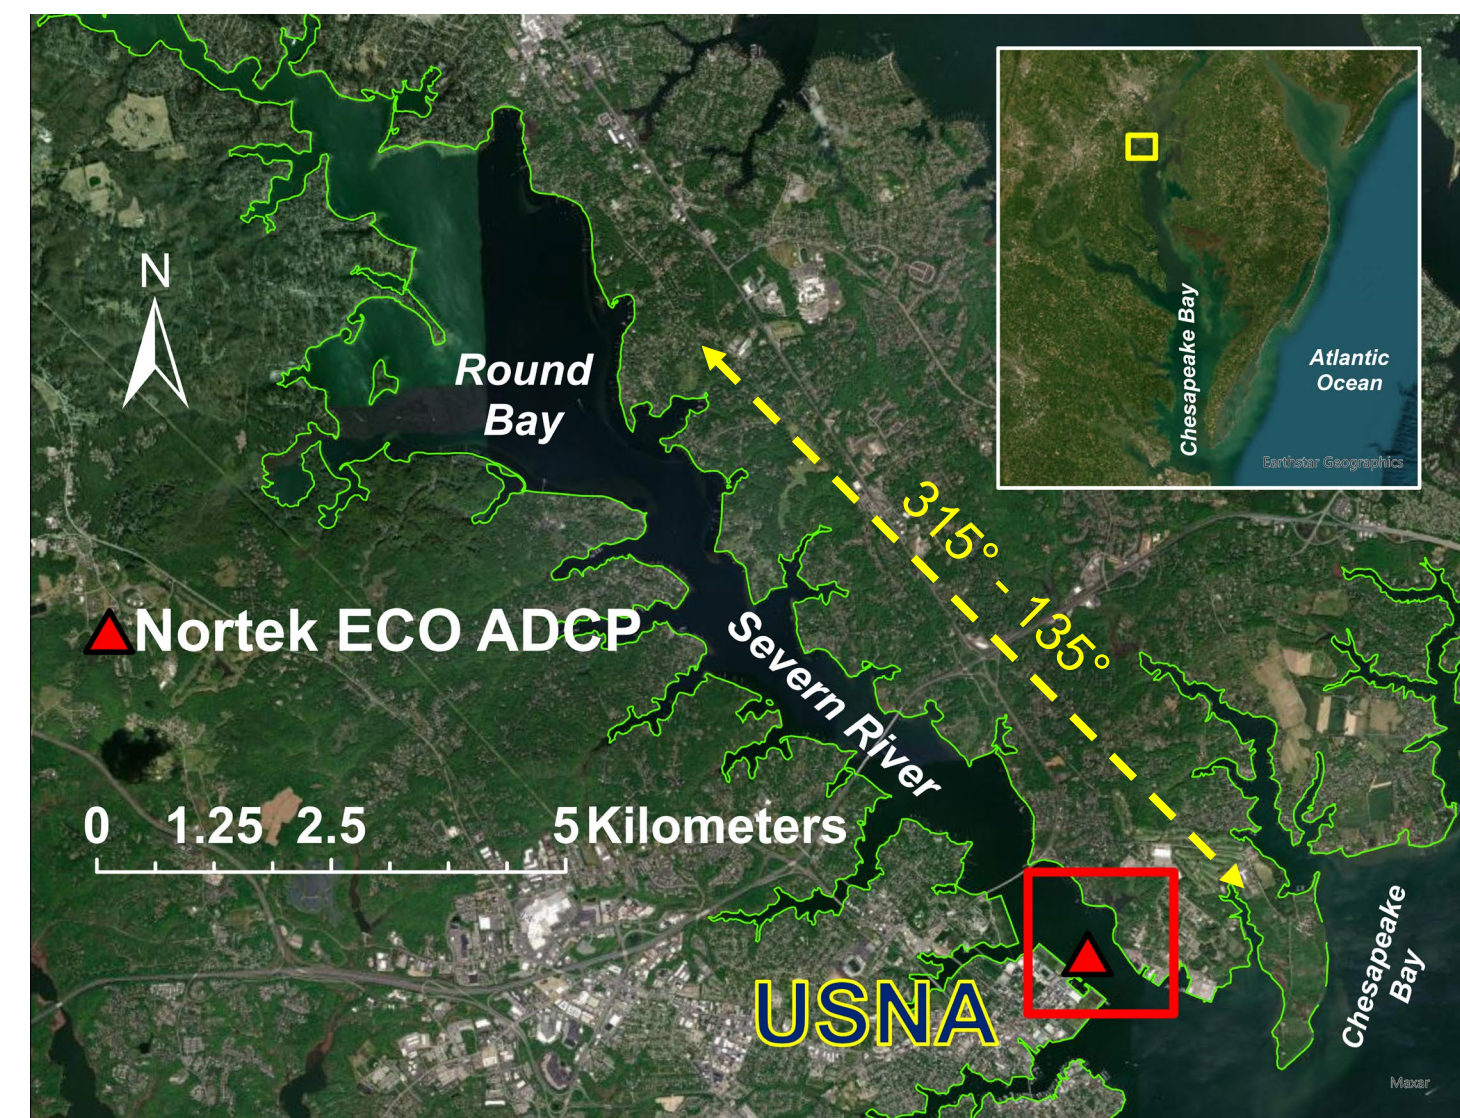 N
Round
Bay
Chesapeake Bay
Atlantic
Ocean
Earthstar Geographics
315° - 135°
Nortek ECO ADCP
Severn River
0 1.25 2.5 5 Kilometers
USNA
Chesapeake
Bay
Maxar